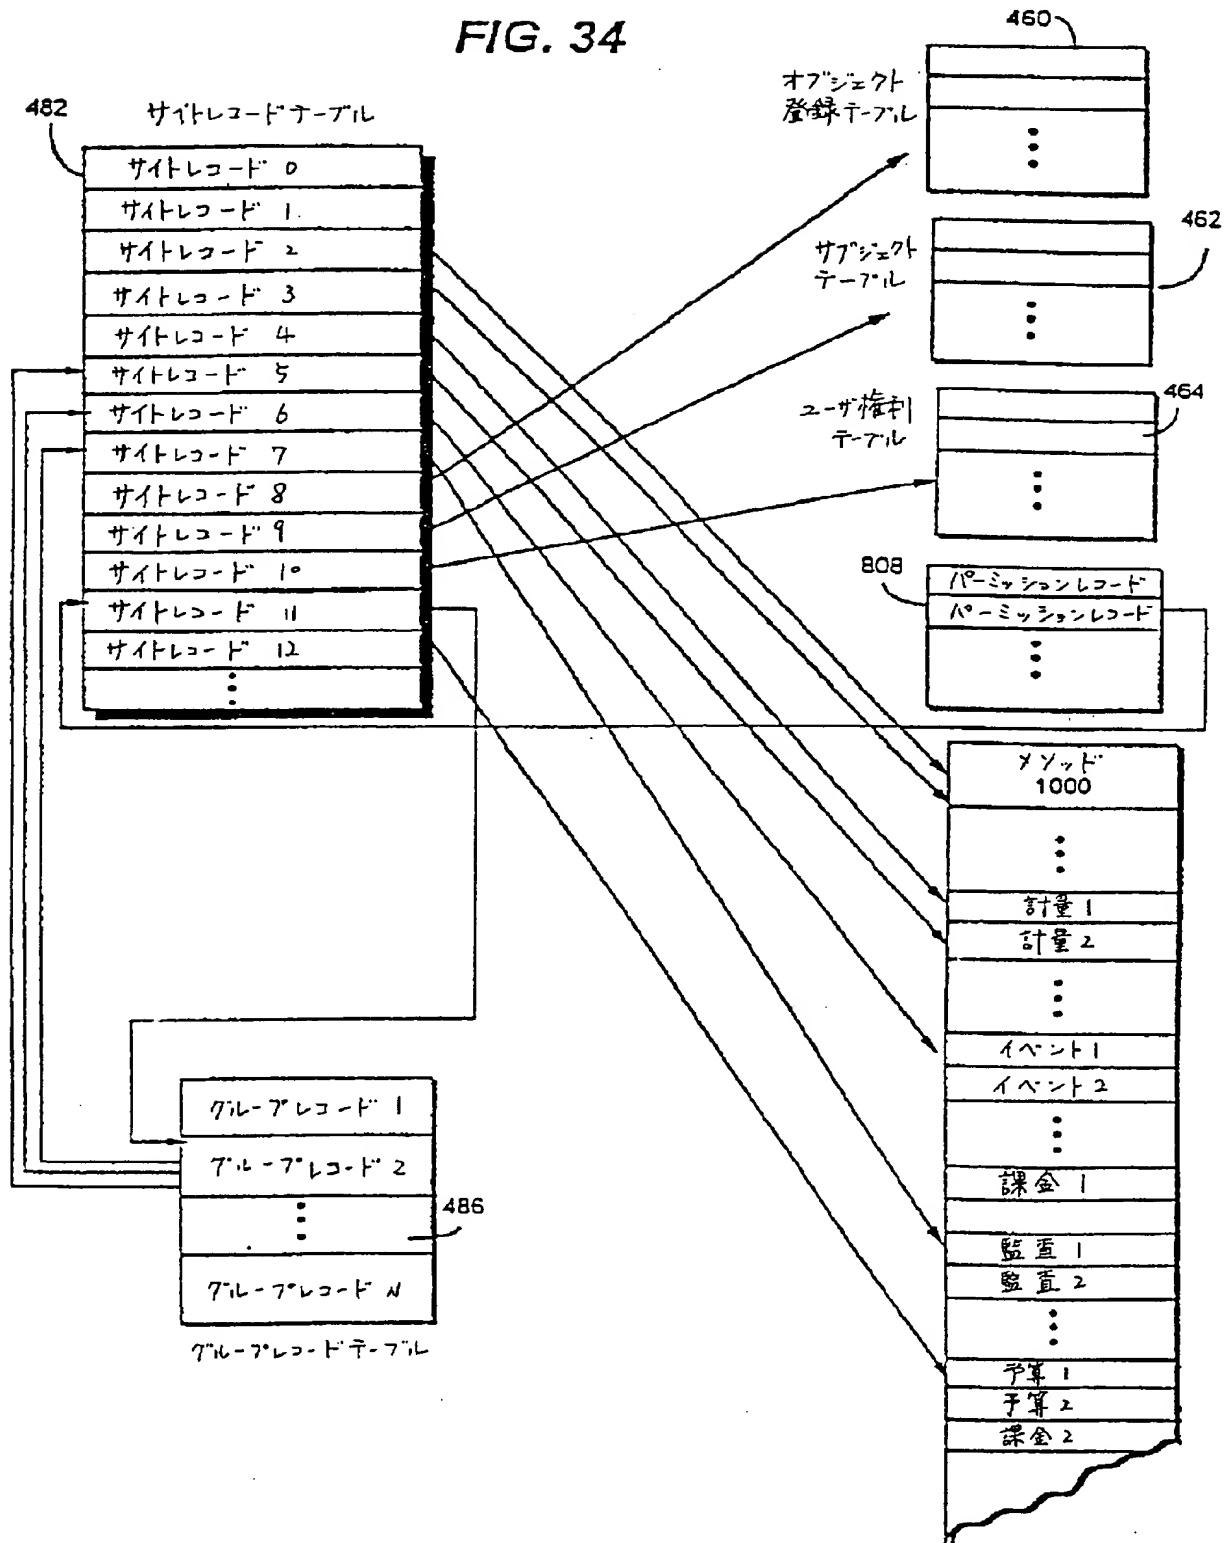 FIG. 34
482
サイトレコードテーブル
サイトレコード 0
サイトレコード 1
サイトレコード 2
サイトレコード 3
サイトレコード 4
サイトレコード 5
サイトレコード 6
サイトレコード 7
サイトレコード 8
サイトレコード 9
サイトレコード 10
サイトレコード 11
サイトレコード 12
460
オブジェクト
登録テーブル
462
サブジェクト
テーブル
464
ユーザ権利
テーブル
808
パーミッションレコード
パーミッションレコード
メソッド
1000
計量 1
計量 2
イベント 1
イベント 2
課金 1
監査 1
監査 2
予算 1
予算 2
課金 2
グループレコード 1
グループレコード 2
486
グループレコード N
グループレコードテーブル